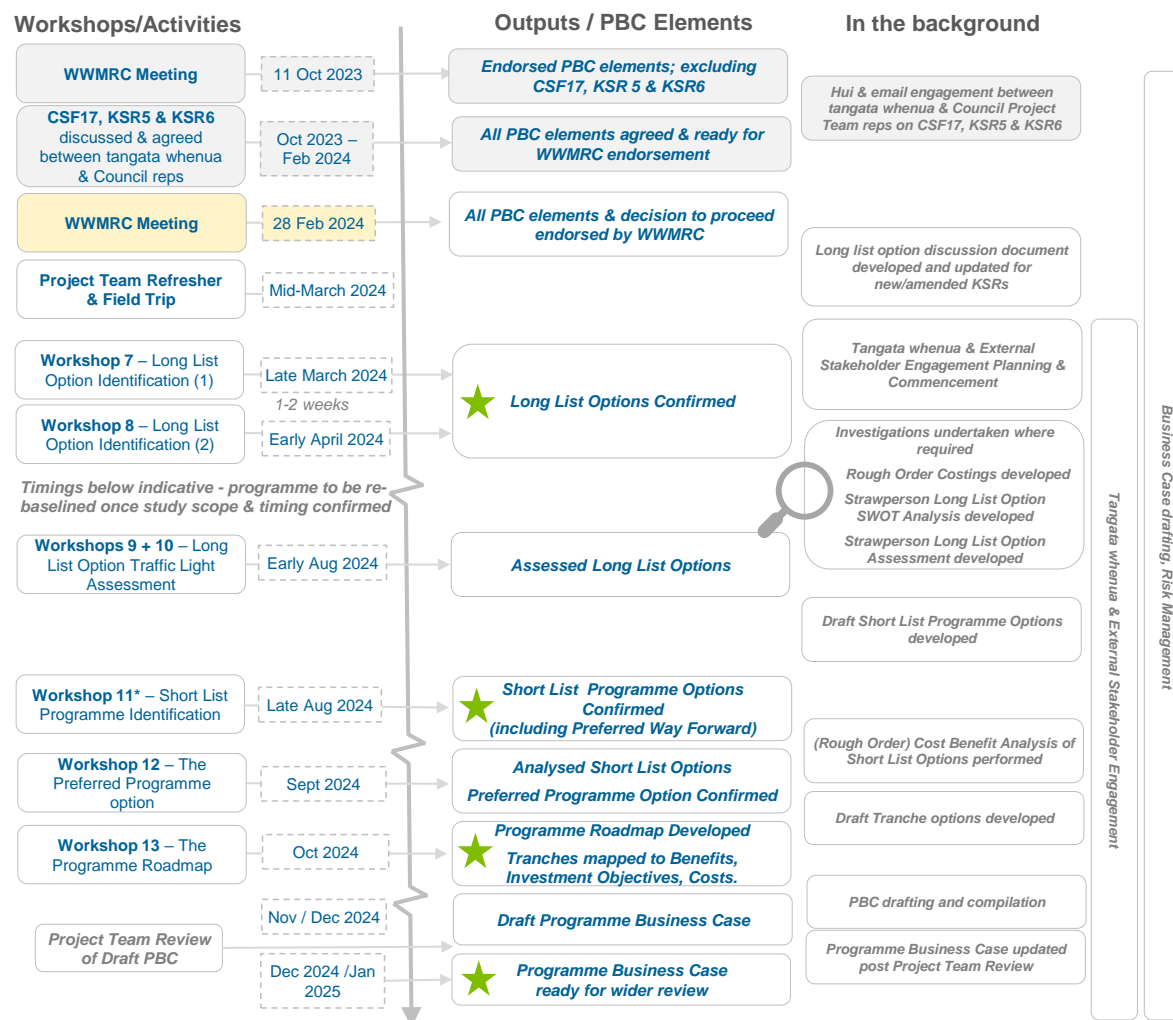 Workshops/Activities
Outputs / PBC Elements
In the background
WWMRC Meeting
11 Oct 2023
Endorsed PBC elements; excluding
CSF17, KSR 5 & KSR6
Hui & email engagement between
tangata whenua & Council Project
Team reps on CSF17, KSR5 & KSR6
CSF17, KSR5 & KSR6
discussed & agreed
between tangata whenua
& Council reps
Oct 2023 –
Feb 2024
All PBC elements agreed & ready for
WWMRC endorsement
WWMRC Meeting
28 Feb 2024
All PBC elements & decision to proceed
endorsed by WWMRC
Long list option discussion document
developed and updated for
new/amended KSRs
Project Team Refresher
& Field Trip
Mid-March 2024
Tangata whenua & External
Stakeholder Engagement Planning &
Commencement
Workshop 7 – Long List
Option Identification (1)
Late March 2024
1-2 weeks
Long List Options Confirmed
Workshop 8 – Long List
Option Identification (2)
Early April 2024
Investigations undertaken where
required
Rough Order Costings developed
Strawperson Long List Option
SWOT Analysis developed
Strawperson Long List Option
Assessment developed
Timings below indicative - programme to be re-
baselined once study scope & timing confirmed
Workshops 9 + 10 – Long
List Option Traffic Light
Assessment
Early Aug 2024
Assessed Long List Options
Draft Short List Programme Options
developed
Workshop 11* – Short List
Programme Identification
Late Aug 2024
Short List Programme Options
Confirmed
(including Preferred Way Forward)
(Rough Order) Cost Benefit Analysis of
Short List Options performed
Workshop 12 – The
Preferred Programme
option
Sept 2024
Analysed Short List Options
Preferred Programme Option Confirmed
Draft Tranche options developed
Workshop 13 – The
Programme Roadmap
Oct 2024
Programme Roadmap Developed
Tranches mapped to Benefits,
Investment Objectives, Costs.
Nov / Dec 2024
Draft Programme Business Case
PBC drafting and compilation
Project Team Review
of Draft PBC
Programme Business Case updated
post Project Team Review
Dec 2024 /Jan
2025
Programme Business Case
ready for wider review
Tangata whenua & External Stakeholder Engagement
Business Case drafting, Risk Management